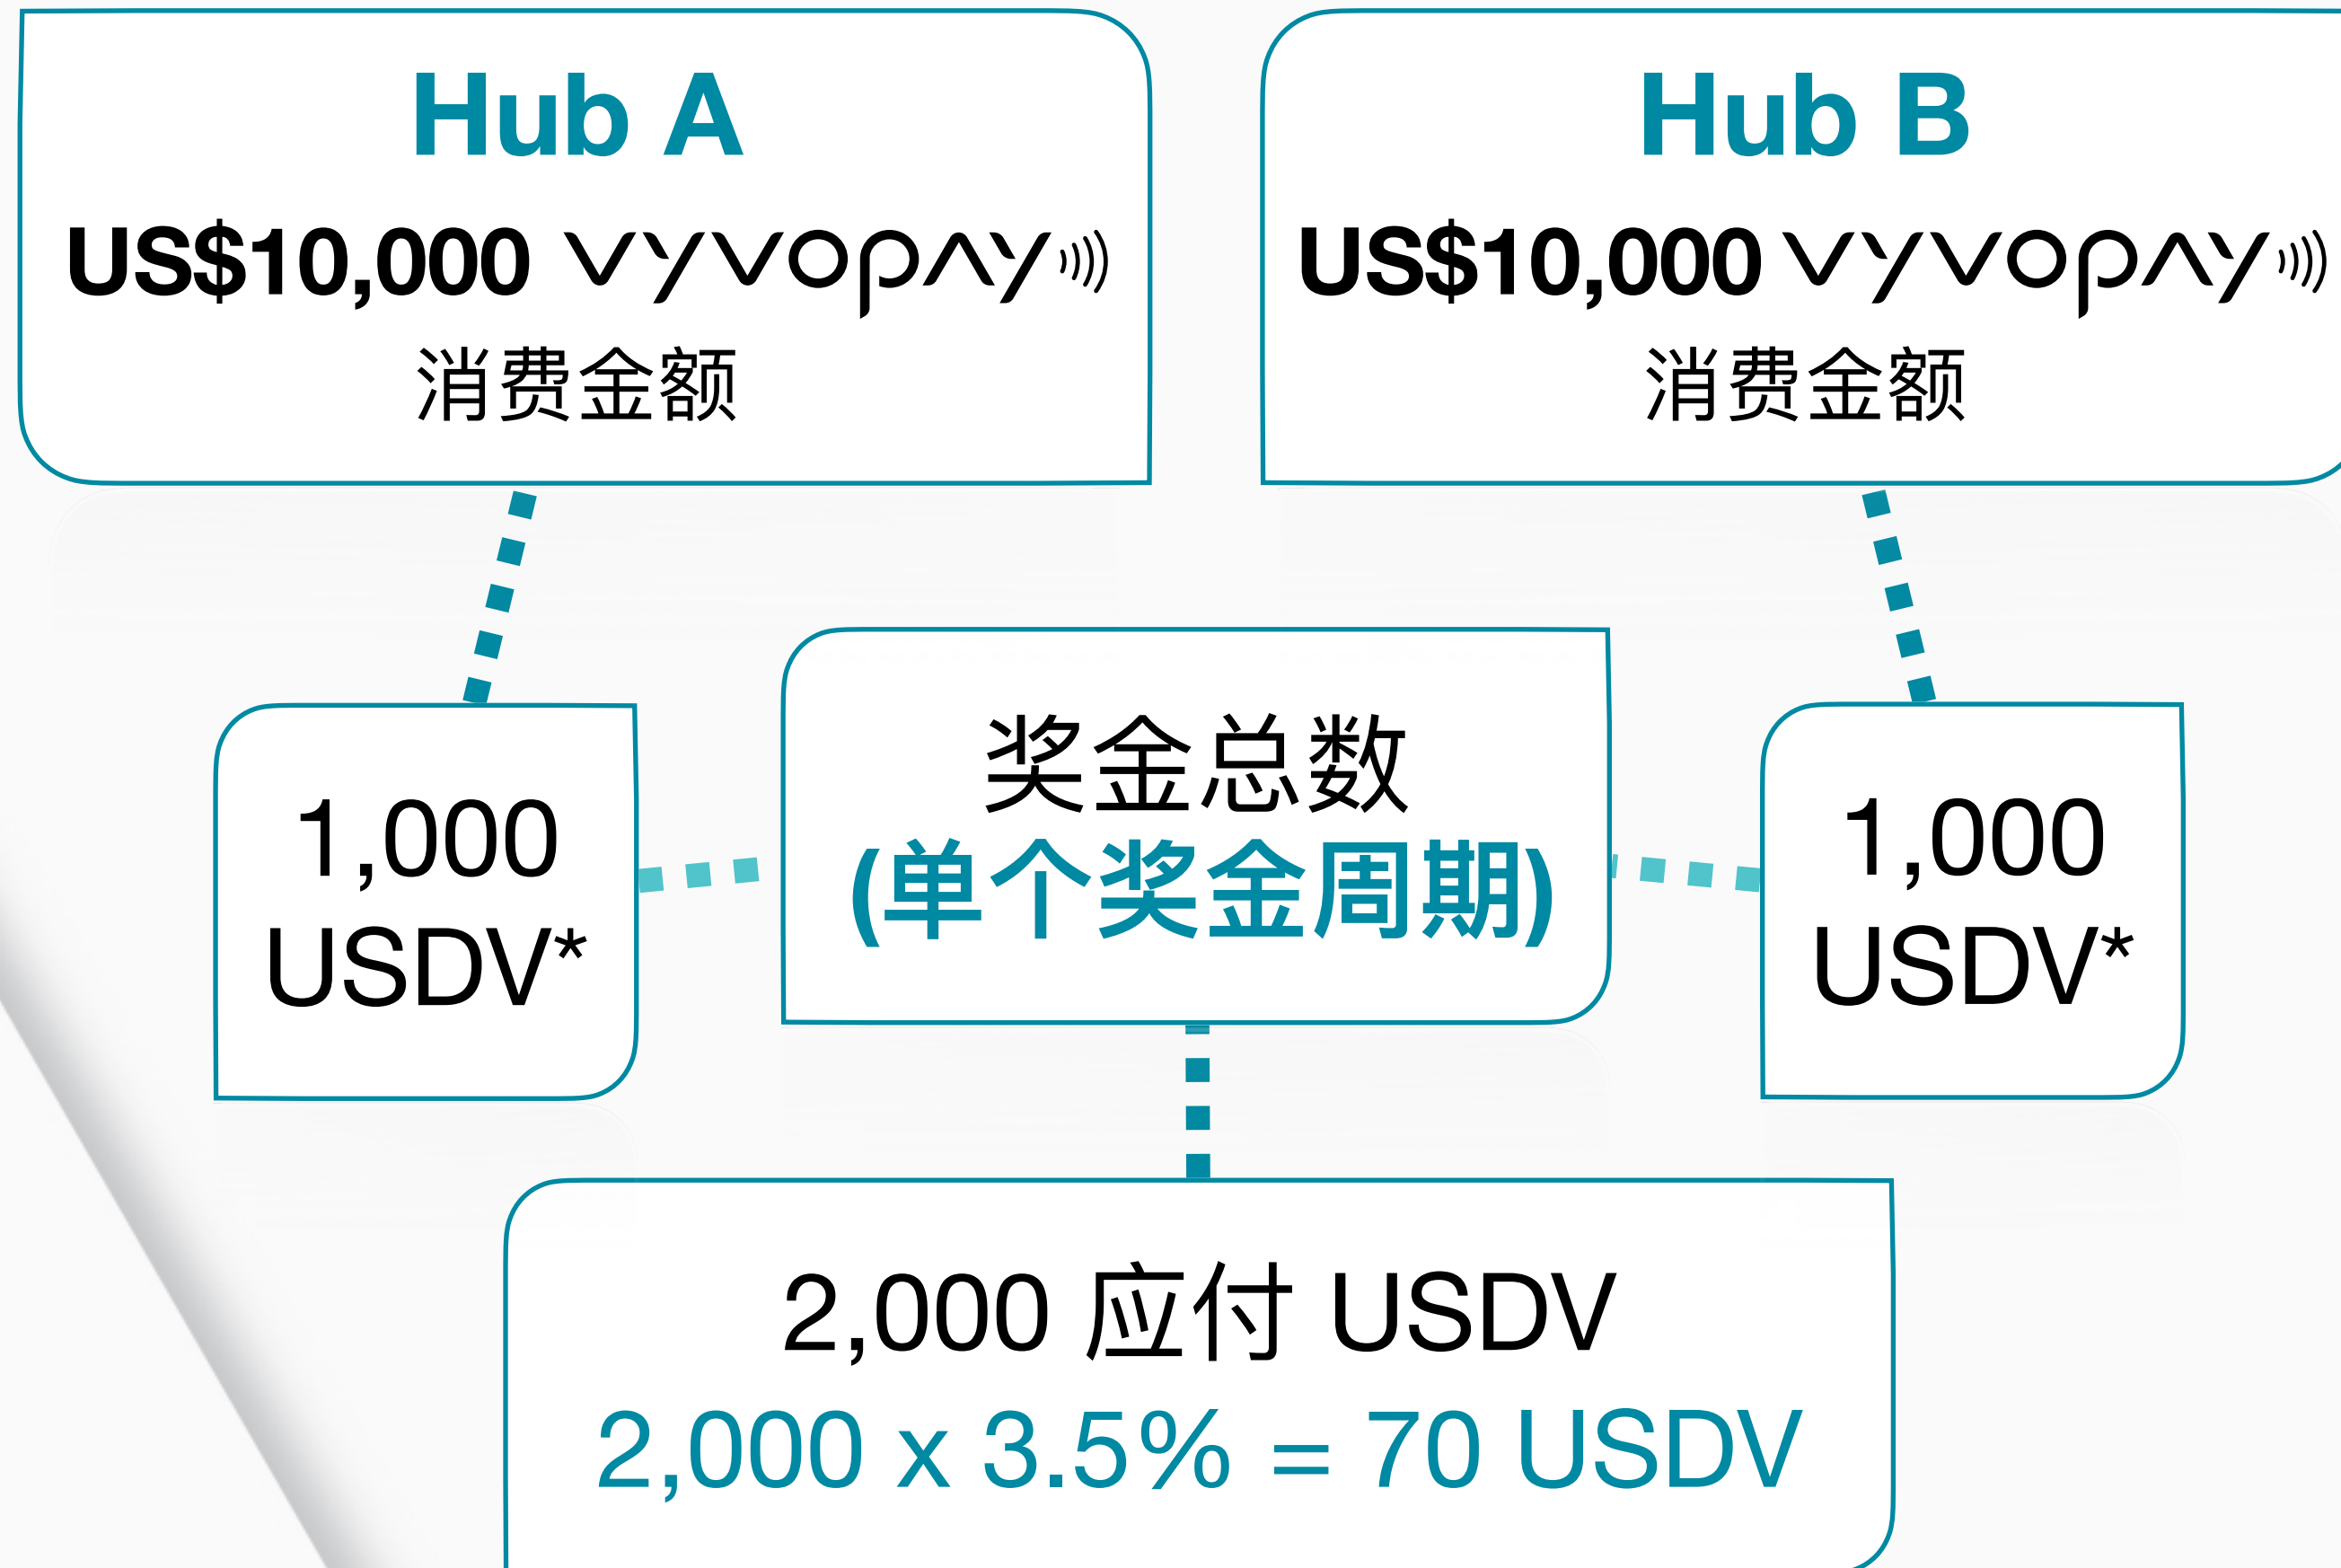 Hub A
US$10,000 vyvopay
消费金额
Hub B
US$10,000 vyvopay
消费金额
1,000
USDV*
奖金总数
(单个奖金周期)
1,000
USDV*
2,000 应付 USDV
2,000 x 3.5% = 70 USDV